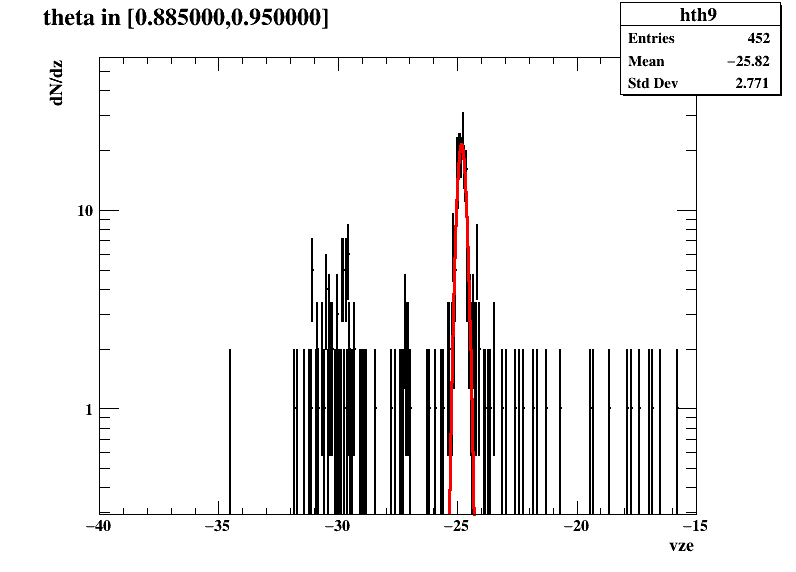 theta in [0.885000,0.950000]
hth9
Entries 452
Mean −25.82
Std Dev 2.771
dN/dz
10
1
−40 −35 −30 −25 −20 −15
vze